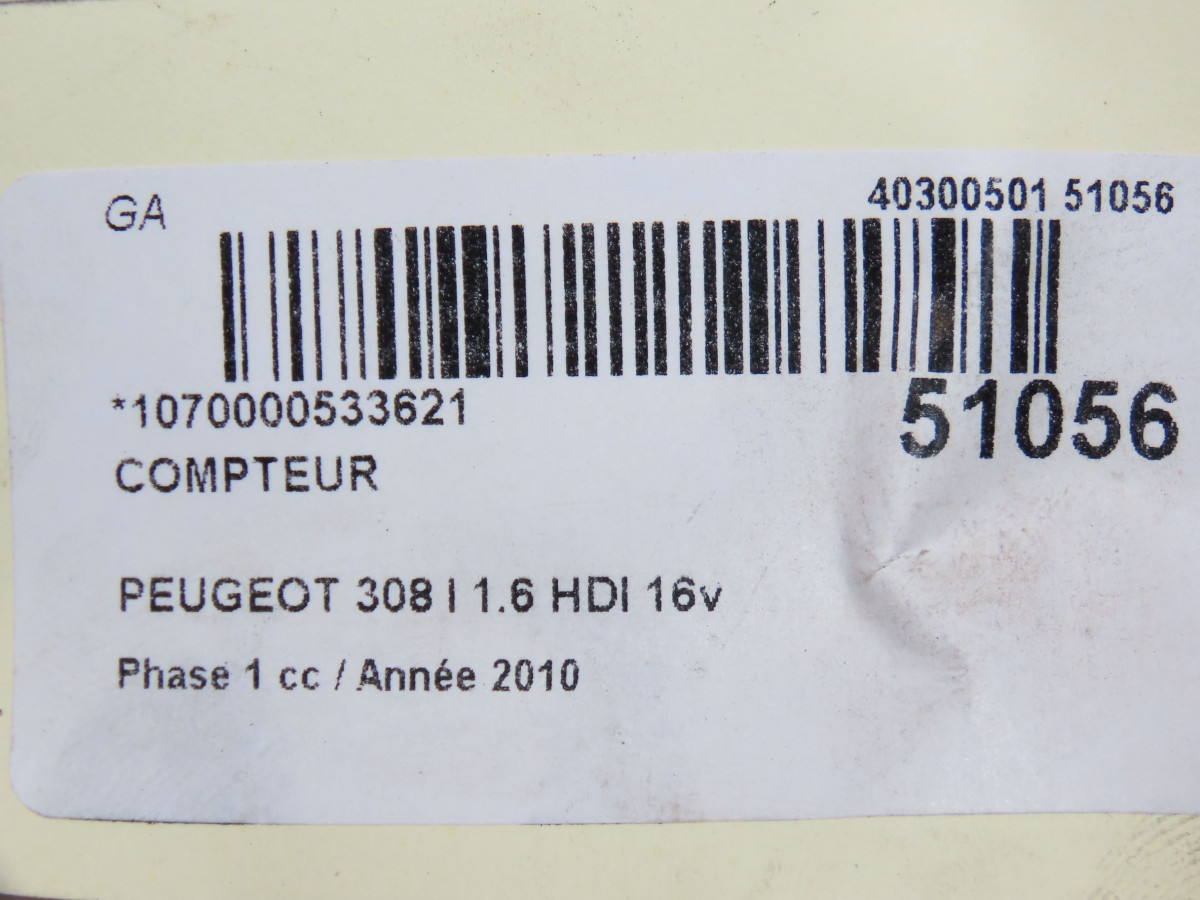 GA
40300501 51056
*1070000533621
51056
COMPTEUR
PEUGEOT 308 I 1.6 HDI 16v
Phase 1 cc / Année 2010